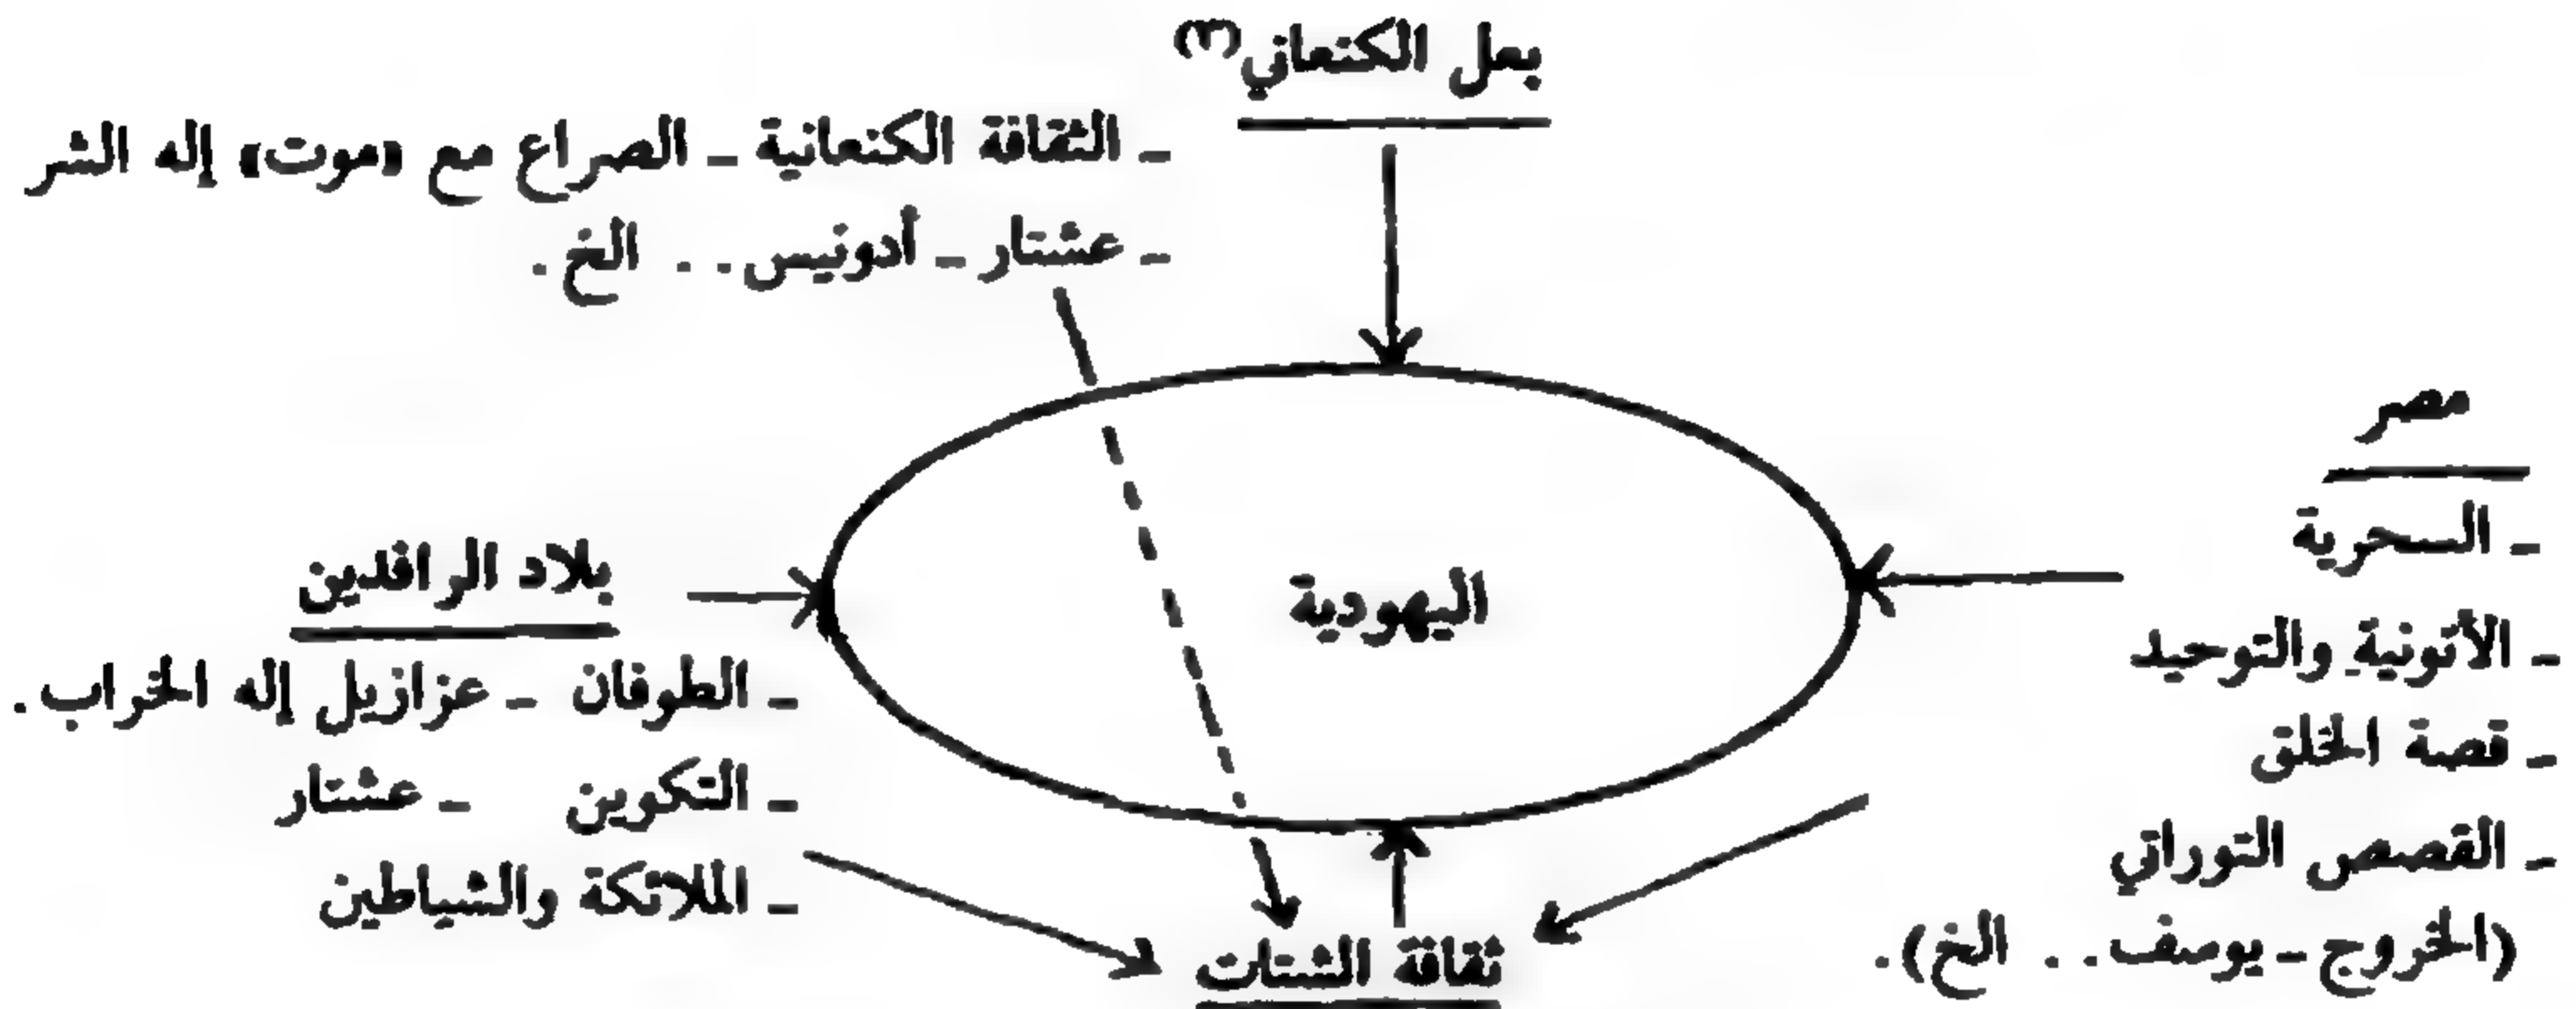 بعل الكنعاني(٣)
ـ الثقافة الكنعانية ـ الصراع مع «موت» إله الشر
ـ عشتار ـ أدونيس. . الخ.
مصر
ـ السحرية
ـ الأتونية والتوحيد
ـ قصة الخلق
ـ القصص التوراتي
(الخروج ـ يوسف. . الخ).
اليهودية
بلاد الرافدين
ـ الطوفان ـ عزازيل إله الخراب.
ـ التكوين ـ عشتار
ـ الملائكة والشياطين
ثقافة الشتات